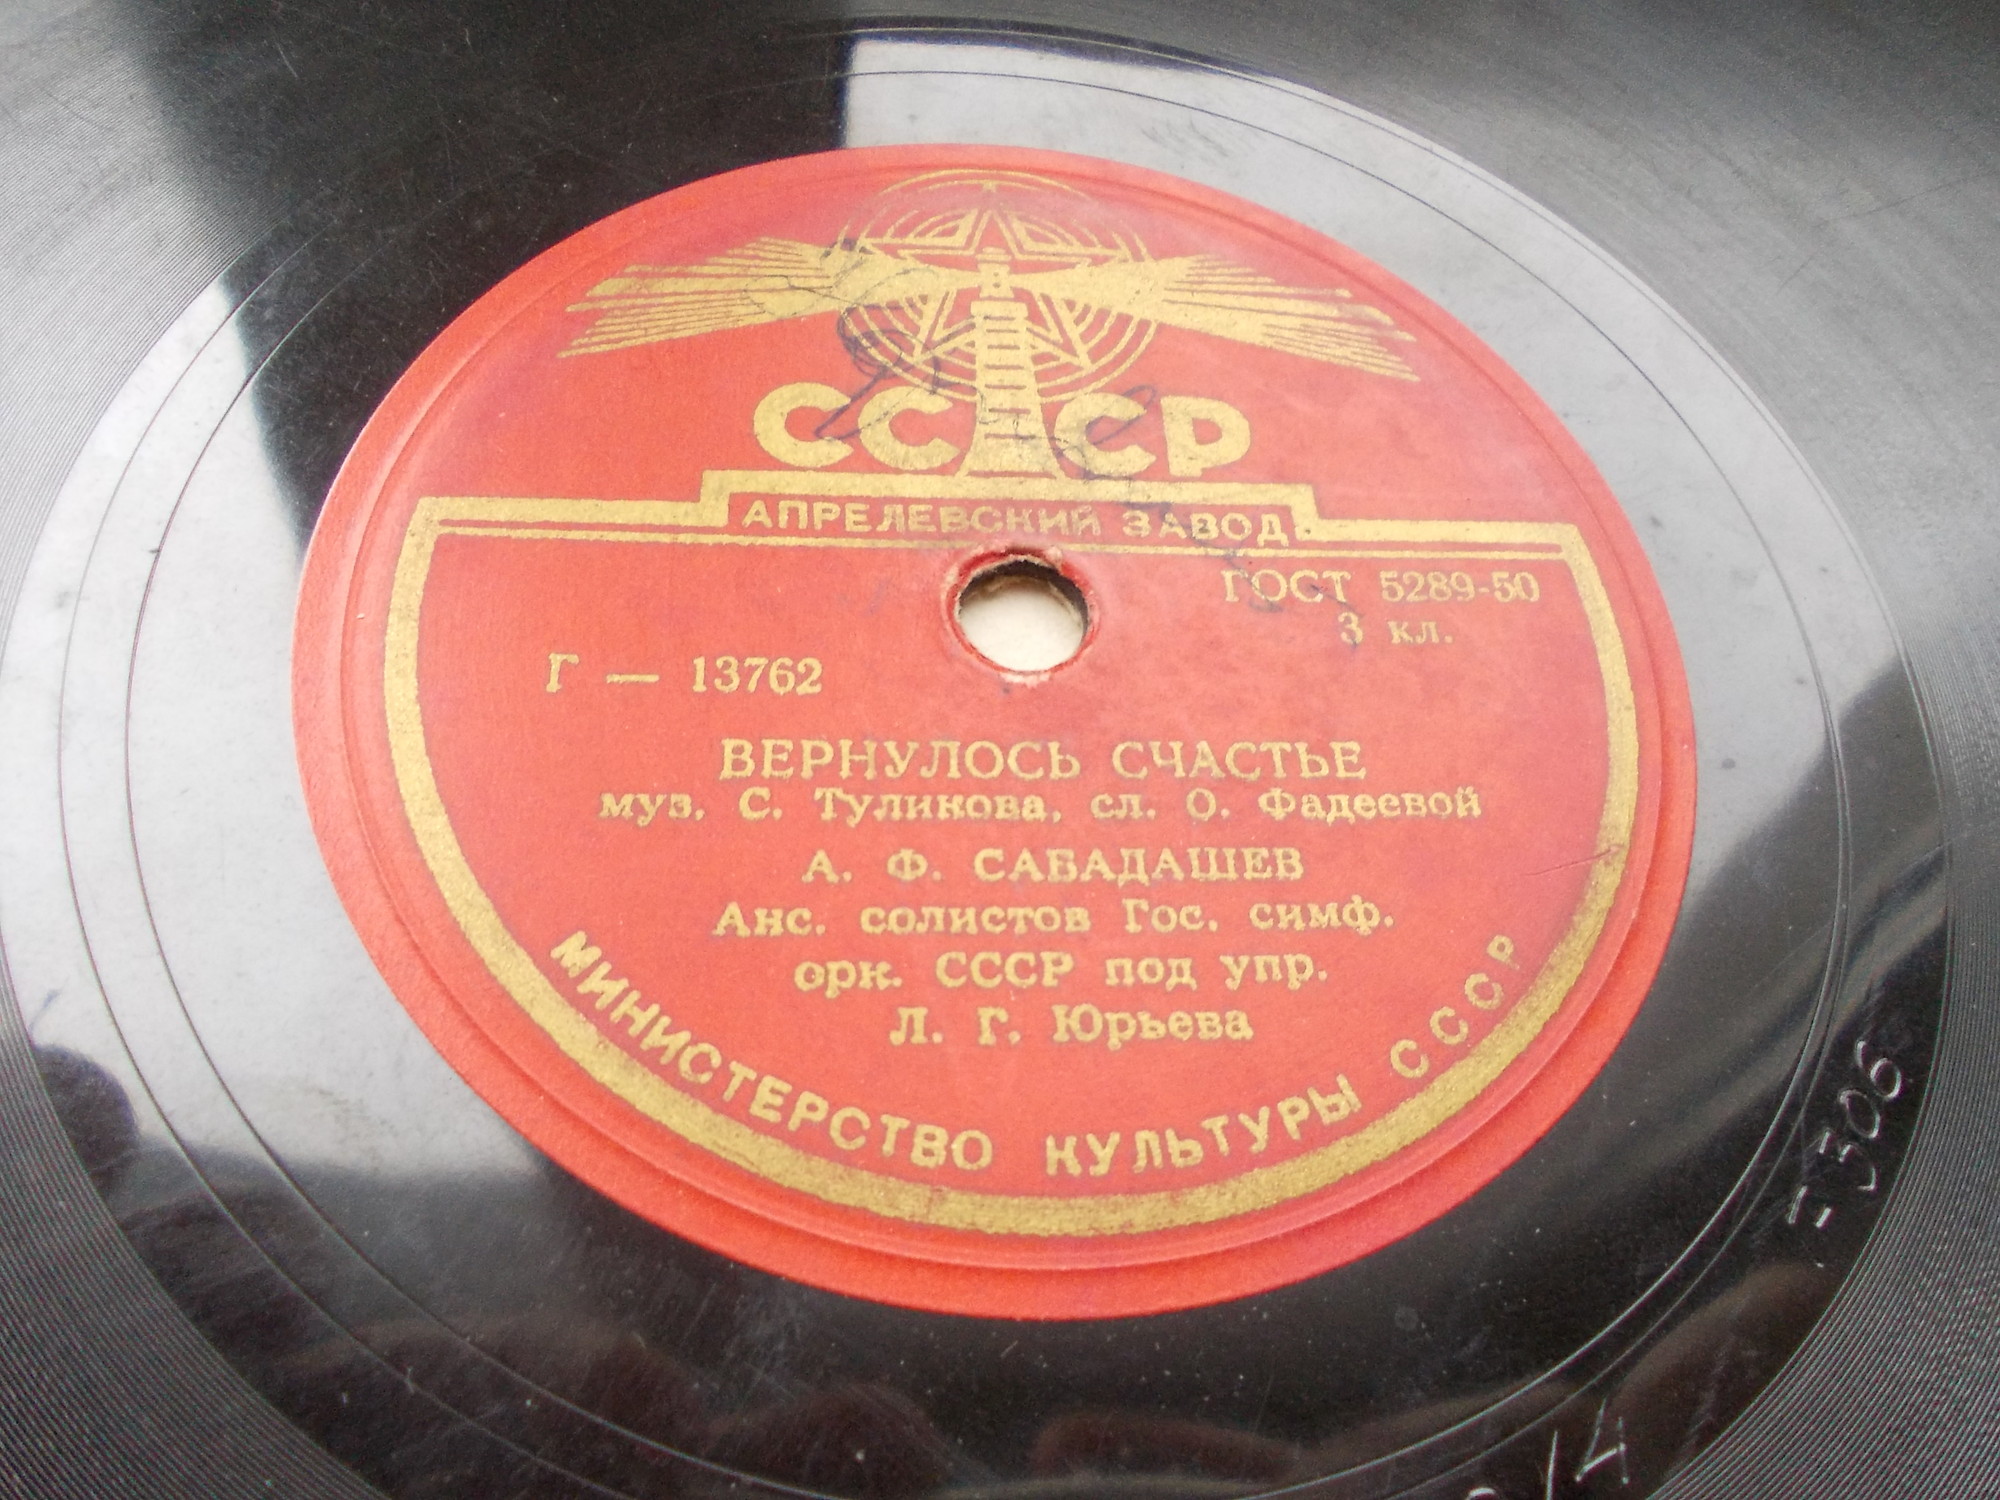 СССР
АПРЕЛЕВСКИЙ ЗАВОД
ГОСТ 5289-50
3 кл.
Г — 13762
ВЕРНУЛОСЬ СЧАСТЬЕ
муз. С. Туликова, сл. О. Фадеевой
А. Ф. САБАДАШЕВ
Анс. солистов Гос. симф.
орк. СССР под упр.
Л. Г. Юрьева
МИНИСТЕРСТВО КУЛЬТУРЫ СССР
306